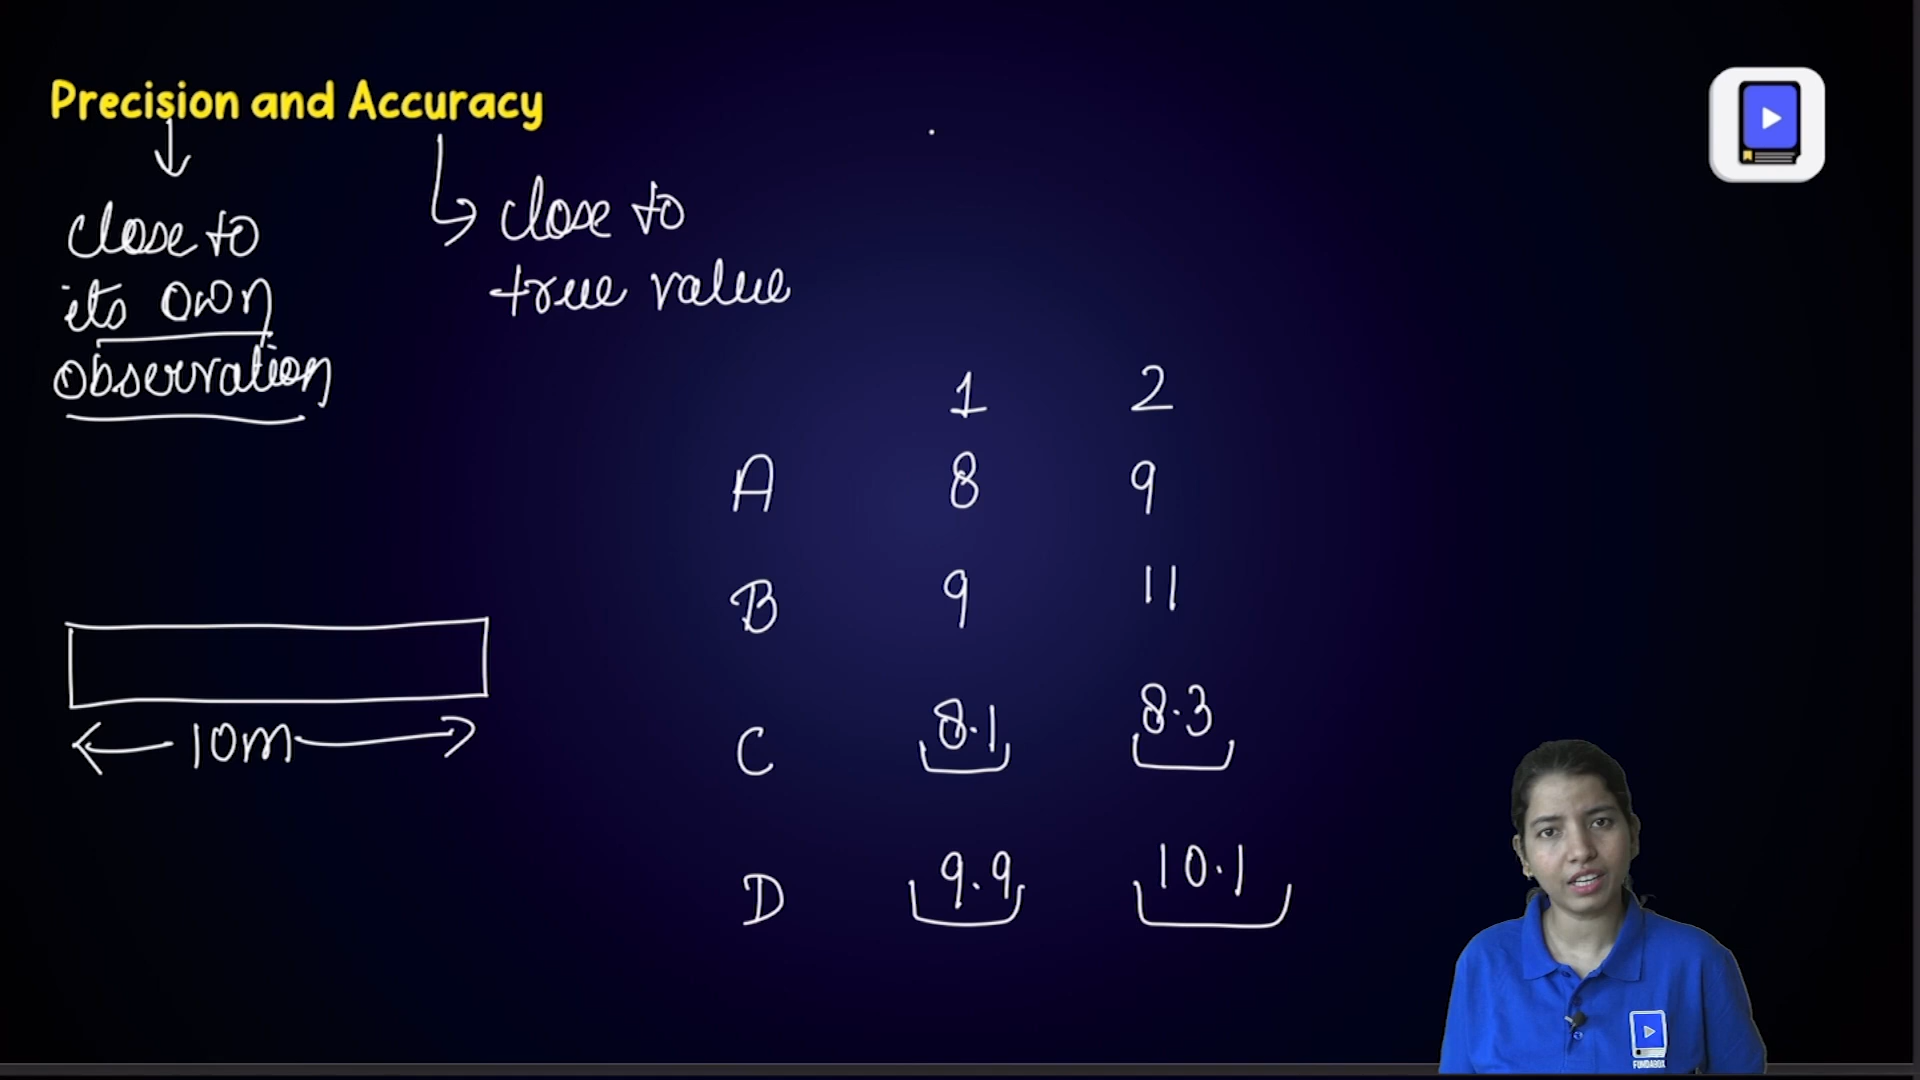 Precision and Accuracy
close to
its own
observation
close to
true value
1 2
A 8 9
B 9 11
C 8.1 8.3
D 9.9 10.1
10m
FUNDABOX